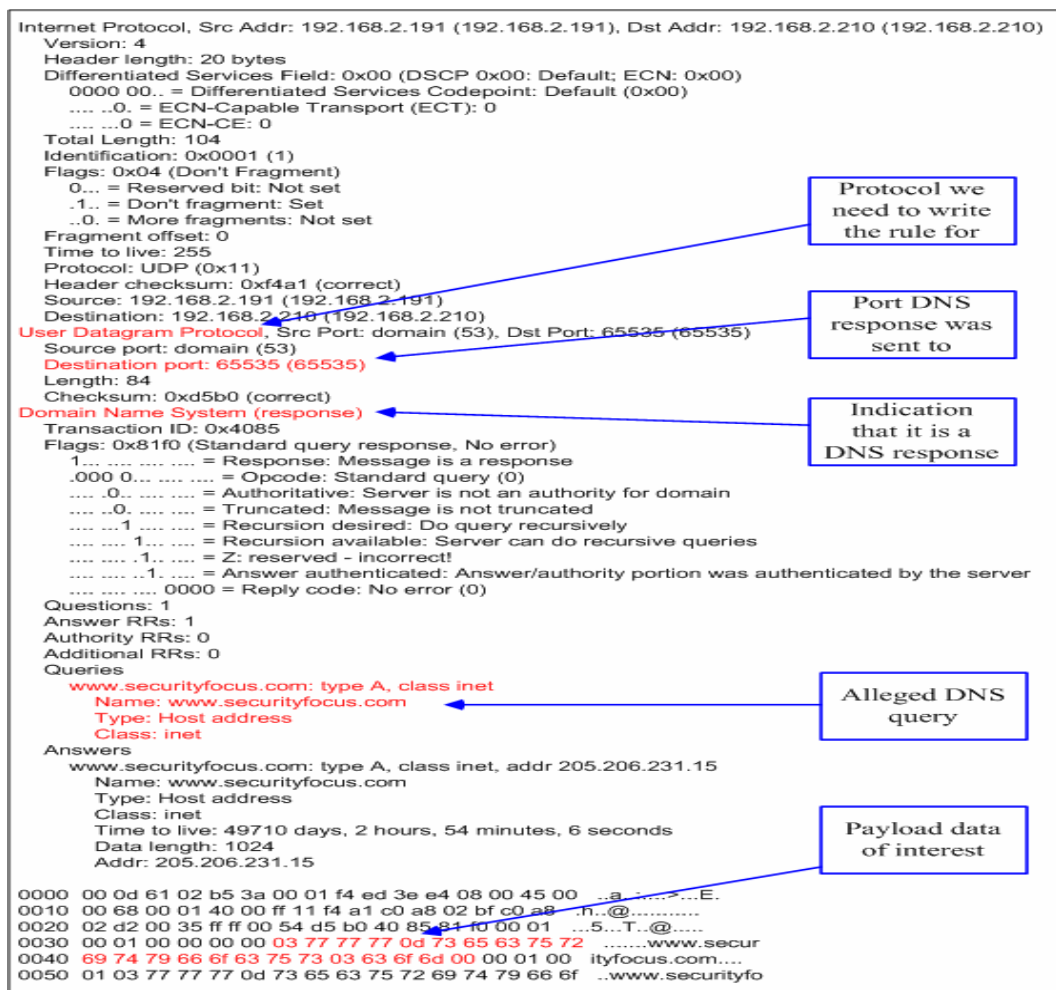 Internet Protocol, Src Addr: 192.168.2.191 (192.168.2.191), Dst Addr: 192.168.2.210 (192.168.2.210)
Version: 4
Header length: 20 bytes
Differentiated Services Field: 0x00 (DSCP 0x00: Default; ECN: 0x00)
0000 00.. = Differentiated Services Codepoint: Default (0x00)
.... ..0. = ECN-Capable Transport (ECT): 0
.... ...0 = ECN-CE: 0
Total Length: 104
Identification: 0x0001 (1)
Flags: 0x04 (Don't Fragment)
0... = Reserved bit: Not set
.1.. = Don't fragment: Set
..0. = More fragments: Not set
Fragment offset: 0
Time to live: 255
Protocol: UDP (0x11)
Header checksum: 0xf4a1 (correct)
Source: 192.168.2.191 (192.168.2.191)
Destination: 192.168.2.210 (192.168.2.210)
User Datagram Protocol, Src Port: domain (53), Dst Port: 65535 (65535)
Source port: domain (53)
Destination port: 65535 (65535)
Length: 84
Checksum: 0xd5b0 (correct)
Domain Name System (response)
Transaction ID: 0x4085
Flags: 0x81f0 (Standard query response, No error)
1... .... .... .... = Response: Message is a response
.000 0... .... .... = Opcode: Standard query (0)
.... .0.. .... .... = Authoritative: Server is not an authority for domain
.... ..0. .... .... = Truncated: Message is not truncated
.... ...1 .... .... = Recursion desired: Do query recursively
.... .... 1... .... = Recursion available: Server can do recursive queries
.... .... .1.. .... = Z: reserved - incorrect!
.... .... ..1. .... = Answer authenticated: Answer/authority portion was authenticated by the server
.... .... .... 0000 = Reply code: No error (0)
Questions: 1
Answer RRs: 1
Authority RRs: 0
Additional RRs: 0
Queries
www.securityfocus.com: type A, class inet
Name: www.securityfocus.com
Type: Host address
Class: inet
Answers
www.securityfocus.com: type A, class inet, addr 205.206.231.15
Name: www.securityfocus.com
Type: Host address
Class: inet
Time to live: 49710 days, 2 hours, 54 minutes, 6 seconds
Data length: 1024
Addr: 205.206.231.15
0000 00 0d 61 02 b5 3a 00 01 f4 ed 3e e4 08 00 45 00 ..a..:....>...E.
0010 00 68 00 01 40 00 ff 11 f4 a1 c0 a8 02 bf c0 a8 .h..@..........
0020 02 d2 00 35 ff ff 00 54 d5 b0 40 85 81 f0 00 01 ...5...T..@.....
0030 00 01 00 00 00 00 03 77 77 77 0d 73 65 63 75 72 .......www.secur
0040 69 74 79 66 6f 63 75 73 03 63 6f 6d 00 00 01 00 ityfocus.com....
0050 01 03 77 77 77 0d 73 65 63 75 72 69 74 79 66 6f ..www.securityfo
Protocol we
need to write
the rule for
Port DNS
response was
sent to
Indication
that it is a
DNS response
Alleged DNS
query
Payload data
of interest